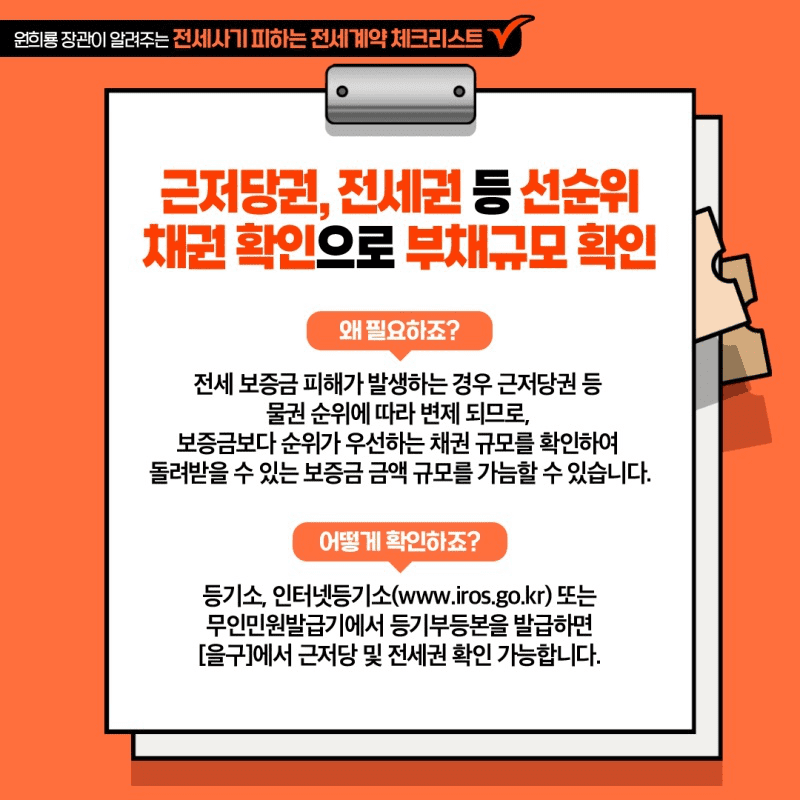 원희룡 장관이 알려주는 전세사기 피하는 전세계약 체크리스트
근저당권, 전세권 등 선순위
채권 확인으로 부채규모 확인
왜 필요하죠?
전세 보증금 피해가 발생하는 경우 근저당권 등
물권 순위에 따라 변제 되므로,
보증금보다 순위가 우선하는 채권 규모를 확인하여
돌려받을 수 있는 보증금 금액 규모를 가늠할 수 있습니다.
어떻게 확인하죠?
등기소, 인터넷등기소(www.iros.go.kr) 또는
무인민원발급기에서 등기부등본을 발급하면
[을구]에서 근저당 및 전세권 확인 가능합니다.